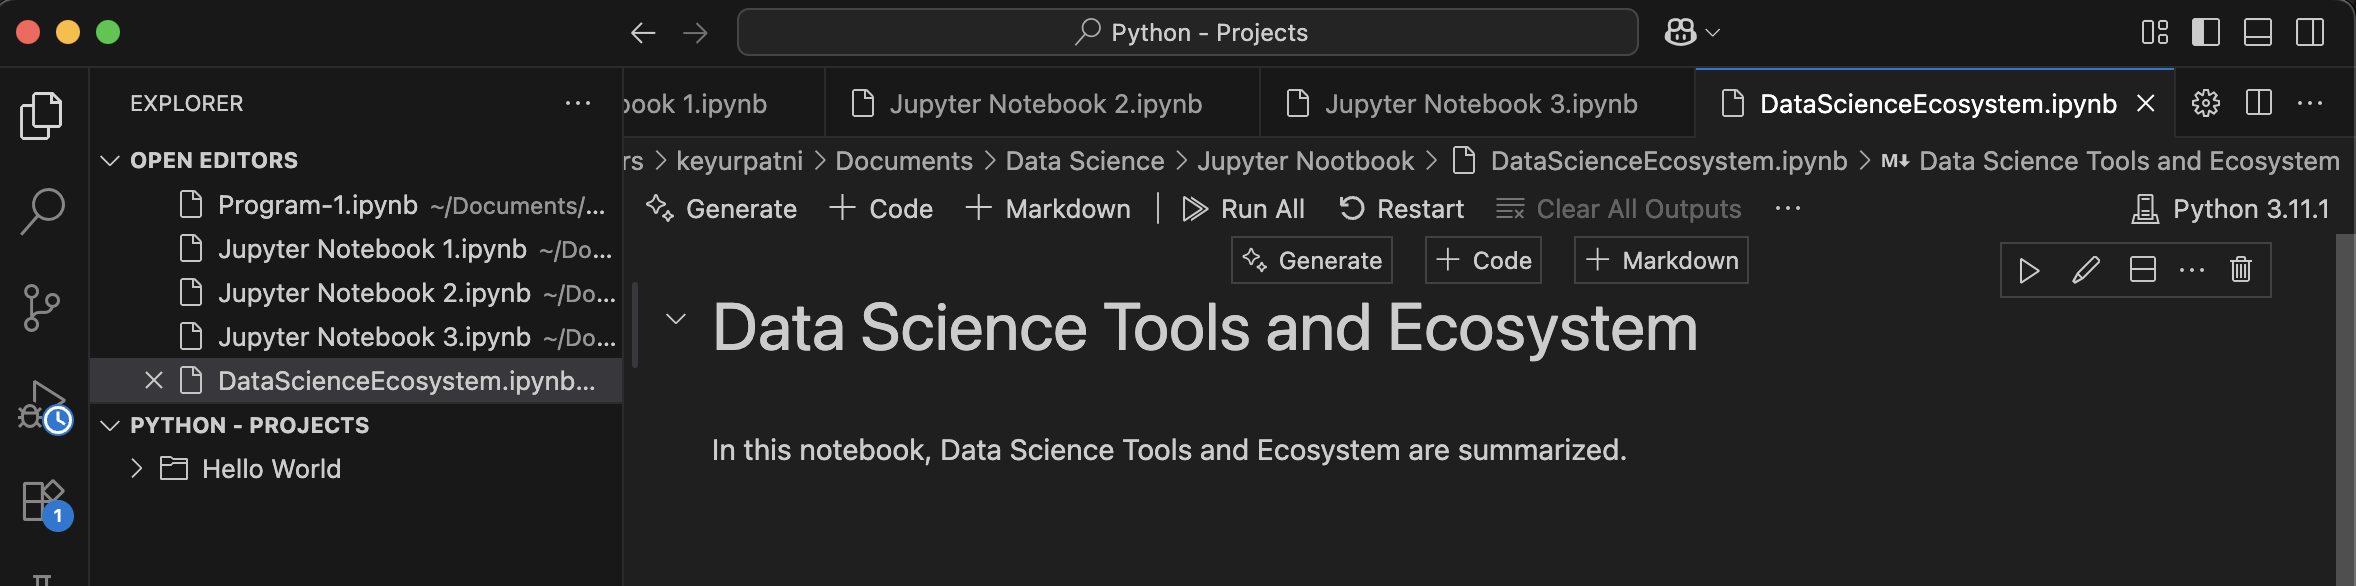 Python - Projects
EXPLORER
OPEN EDITORS
Program-1.ipynb ~/Documents/...
Jupyter Notebook 1.ipynb ~/Do...
Jupyter Notebook 2.ipynb ~/Do...
Jupyter Notebook 3.ipynb ~/Do...
DataScienceEcosystem.ipynb...
PYTHON - PROJECTS
Hello World
1
book 1.ipynb Jupyter Notebook 2.ipynb Jupyter Notebook 3.ipynb DataScienceEcosystem.ipynb
rs > keyurpatni > Documents > Data Science > Jupyter Nootbook > DataScienceEcosystem.ipynb > M Data Science Tools and Ecosystem
Generate + Code + Markdown | Run All Restart Clear All Outputs ... Python 3.11.1
Generate + Code + Markdown
Data Science Tools and Ecosystem
In this notebook, Data Science Tools and Ecosystem are summarized.